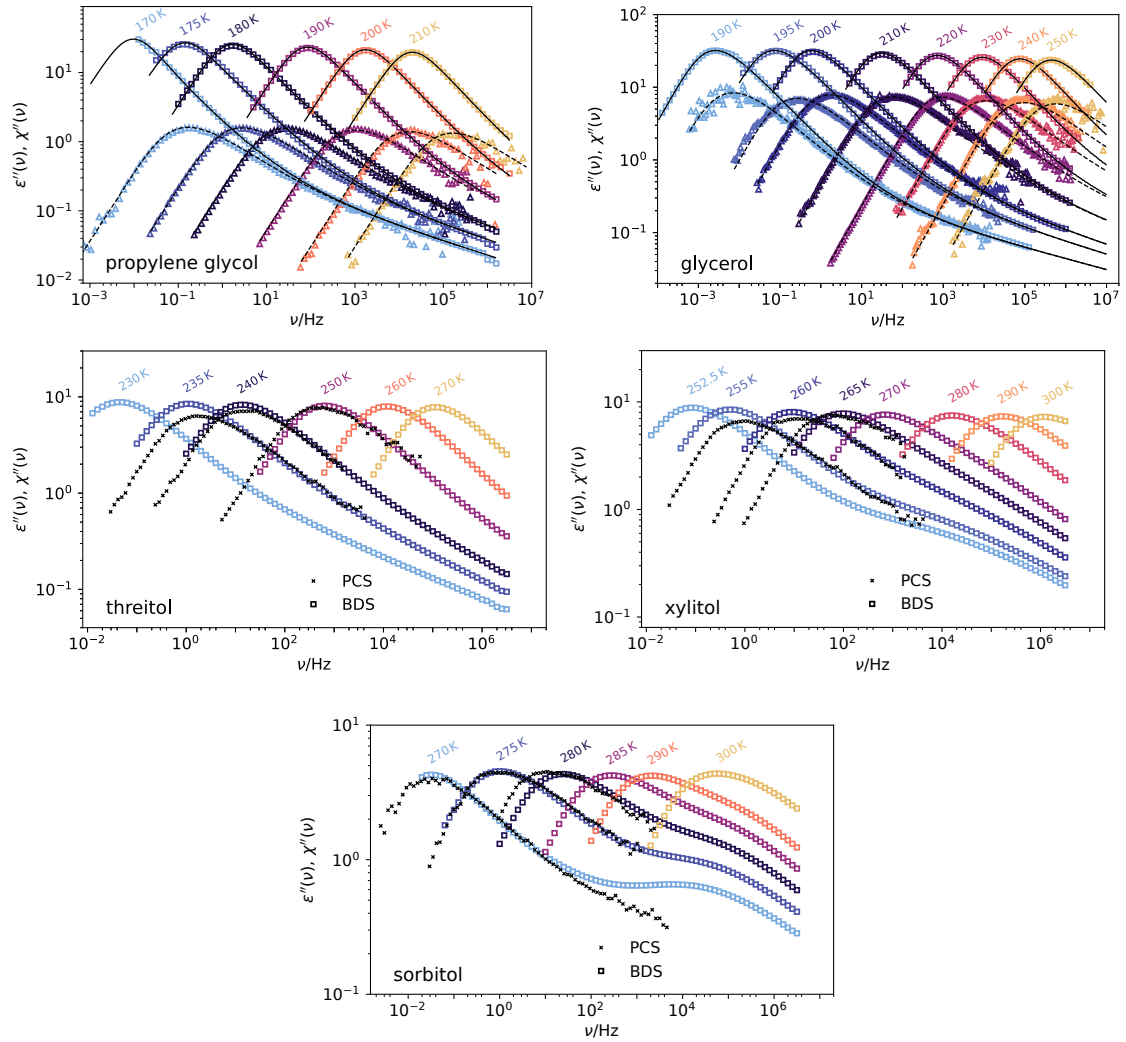 170 K 175 K 180 K 190 K 200 K 210 K
ε′′(ν), χ′′(ν)
10²
10¹
10⁰
10⁻¹
10⁻²
propylene glycol
10⁻³ 10⁻¹ 10¹ 10³ 10⁵ 10⁷
ν/Hz
190 K 195 K 200 K 210 K 220 K 230 K 240 K 250 K
ε′′(ν), χ′′(ν)
10²
10¹
10⁰
10⁻¹
glycerol
10⁻³ 10⁻¹ 10¹ 10³ 10⁵ 10⁷
ν/Hz
230 K 235 K 240 K 250 K 260 K 270 K
ε′′(ν), χ′′(ν)
10¹
10⁰
10⁻¹
PCS
BDS
threitol
10⁻² 10⁰ 10² 10⁴ 10⁶
ν/Hz
252.5 K 255 K 260 K 265 K 270 K 280 K 290 K 300 K
ε′′(ν), χ′′(ν)
10¹
10⁰
10⁻¹
PCS
BDS
xylitol
10⁻² 10⁰ 10² 10⁴ 10⁶
ν/Hz
270 K 275 K 280 K 285 K 290 K 300 K
ε′′(ν), χ′′(ν)
10¹
10⁰
10⁻¹
PCS
BDS
sorbitol
10⁻² 10⁰ 10² 10⁴ 10⁶
ν/Hz